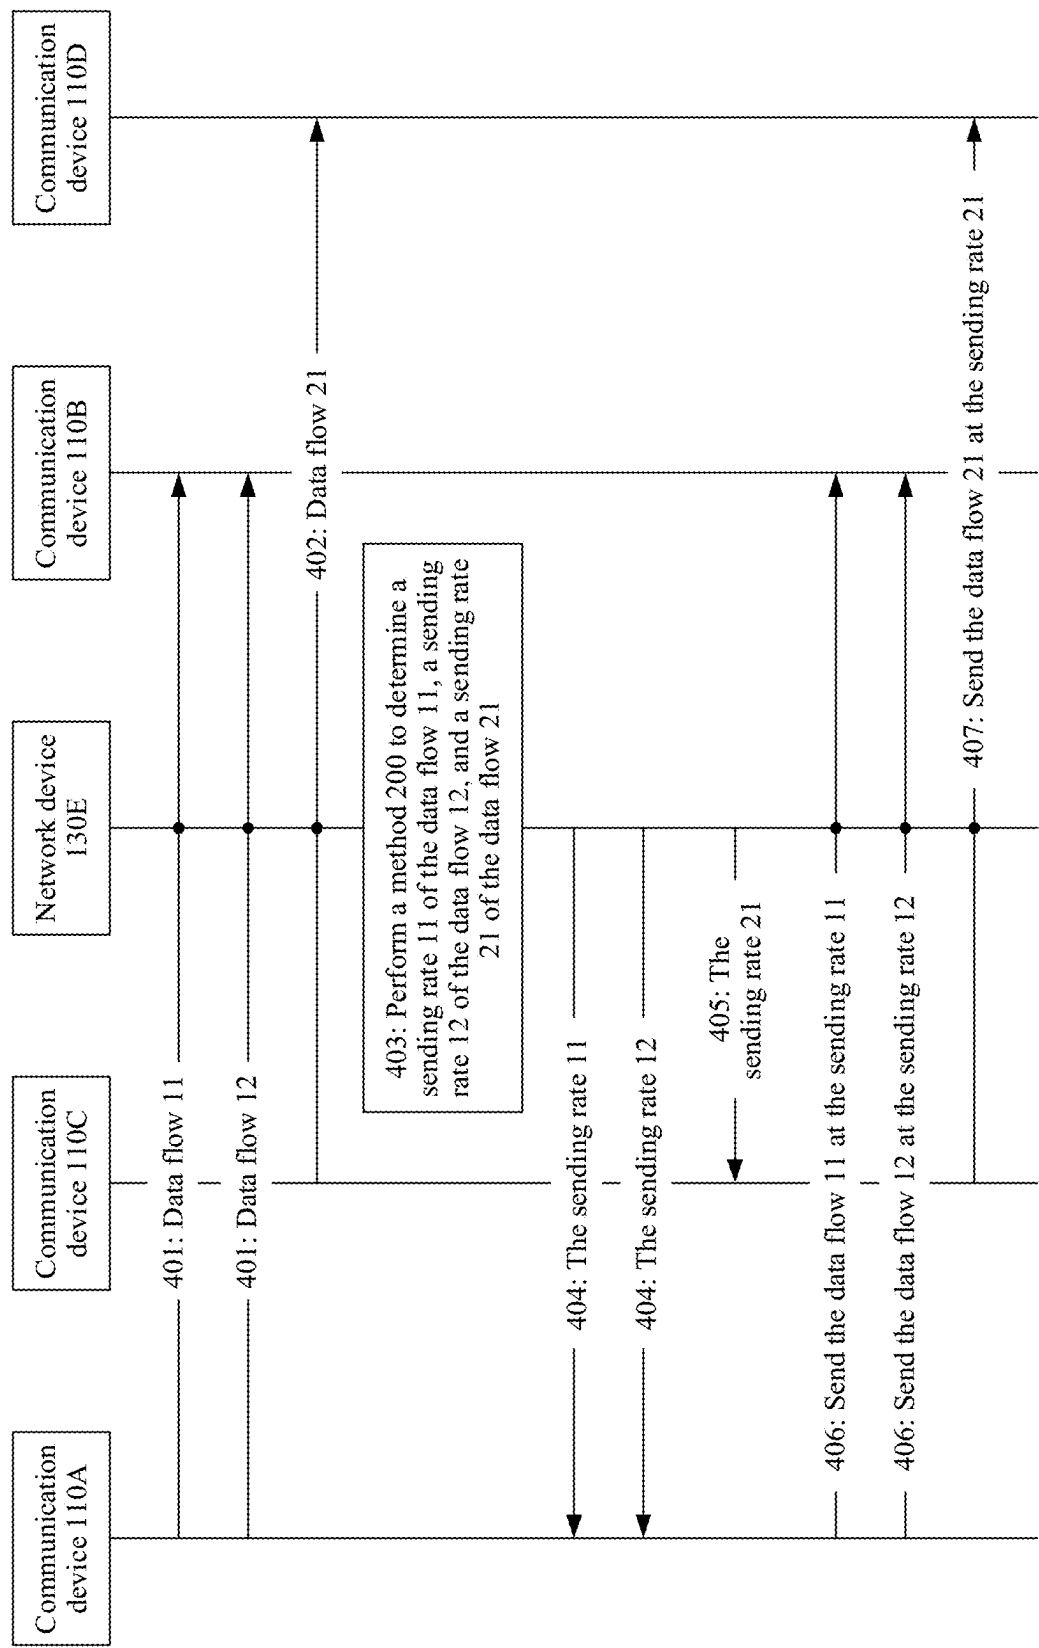 Communication
device 110A
Communication
device 110C
Network device
130E
Communication
device 110B
Communication
device 110D
401: Data flow 11
401: Data flow 12
402: Data flow 21
403: Perform a method 200 to determine a
sending rate 11 of the data flow 11, a sending
rate 12 of the data flow 12, and a sending rate
21 of the data flow 21
404: The sending rate 11
404: The sending rate 12
405: The
sending rate 21
406: Send the data flow 11 at the sending rate 11
406: Send the data flow 12 at the sending rate 12
407: Send the data flow 21 at the sending rate 21